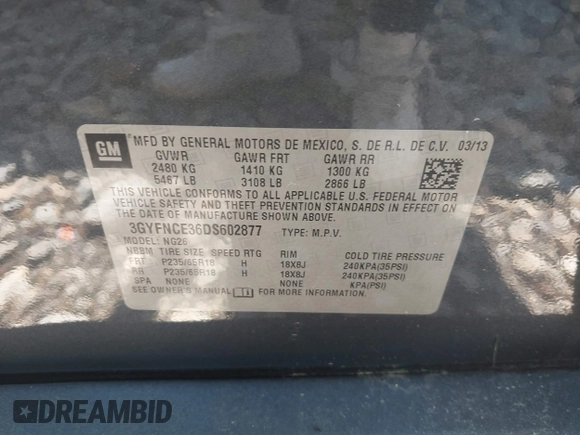 GM
MFD BY GENERAL MOTORS DE MEXICO, S. DE R.L. DE C.V. 03/13
GVWR GAWR FRT GAWR RR
2480 KG 1410 KG 1300 KG
5467 LB 3108 LB 2866 LB
THIS VEHICLE CONFORMS TO ALL APPLICABLE U.S. FEDERAL MOTOR
VEHICLE SAFETY, BUMPER, AND THEFT PREVENTION STANDARDS IN
EFFECT ON THE DATE OF MANUFACTURE SHOWN ABOVE.
3GYFNCE36DS602877 TYPE: M.P.V.
MODEL: NG26
NBBM TIRE SIZE SPEED RTG RIM COLD TIRE PRESSURE
FRT P235/65R18 H 18X8J 240KPA(35PSI)
RR P235/65R18 H 18X8J 240KPA(35PSI)
SPA NONE NONE KPA(PSI)
SEE OWNER'S MANUAL FOR MORE INFORMATION.
DREAMBID